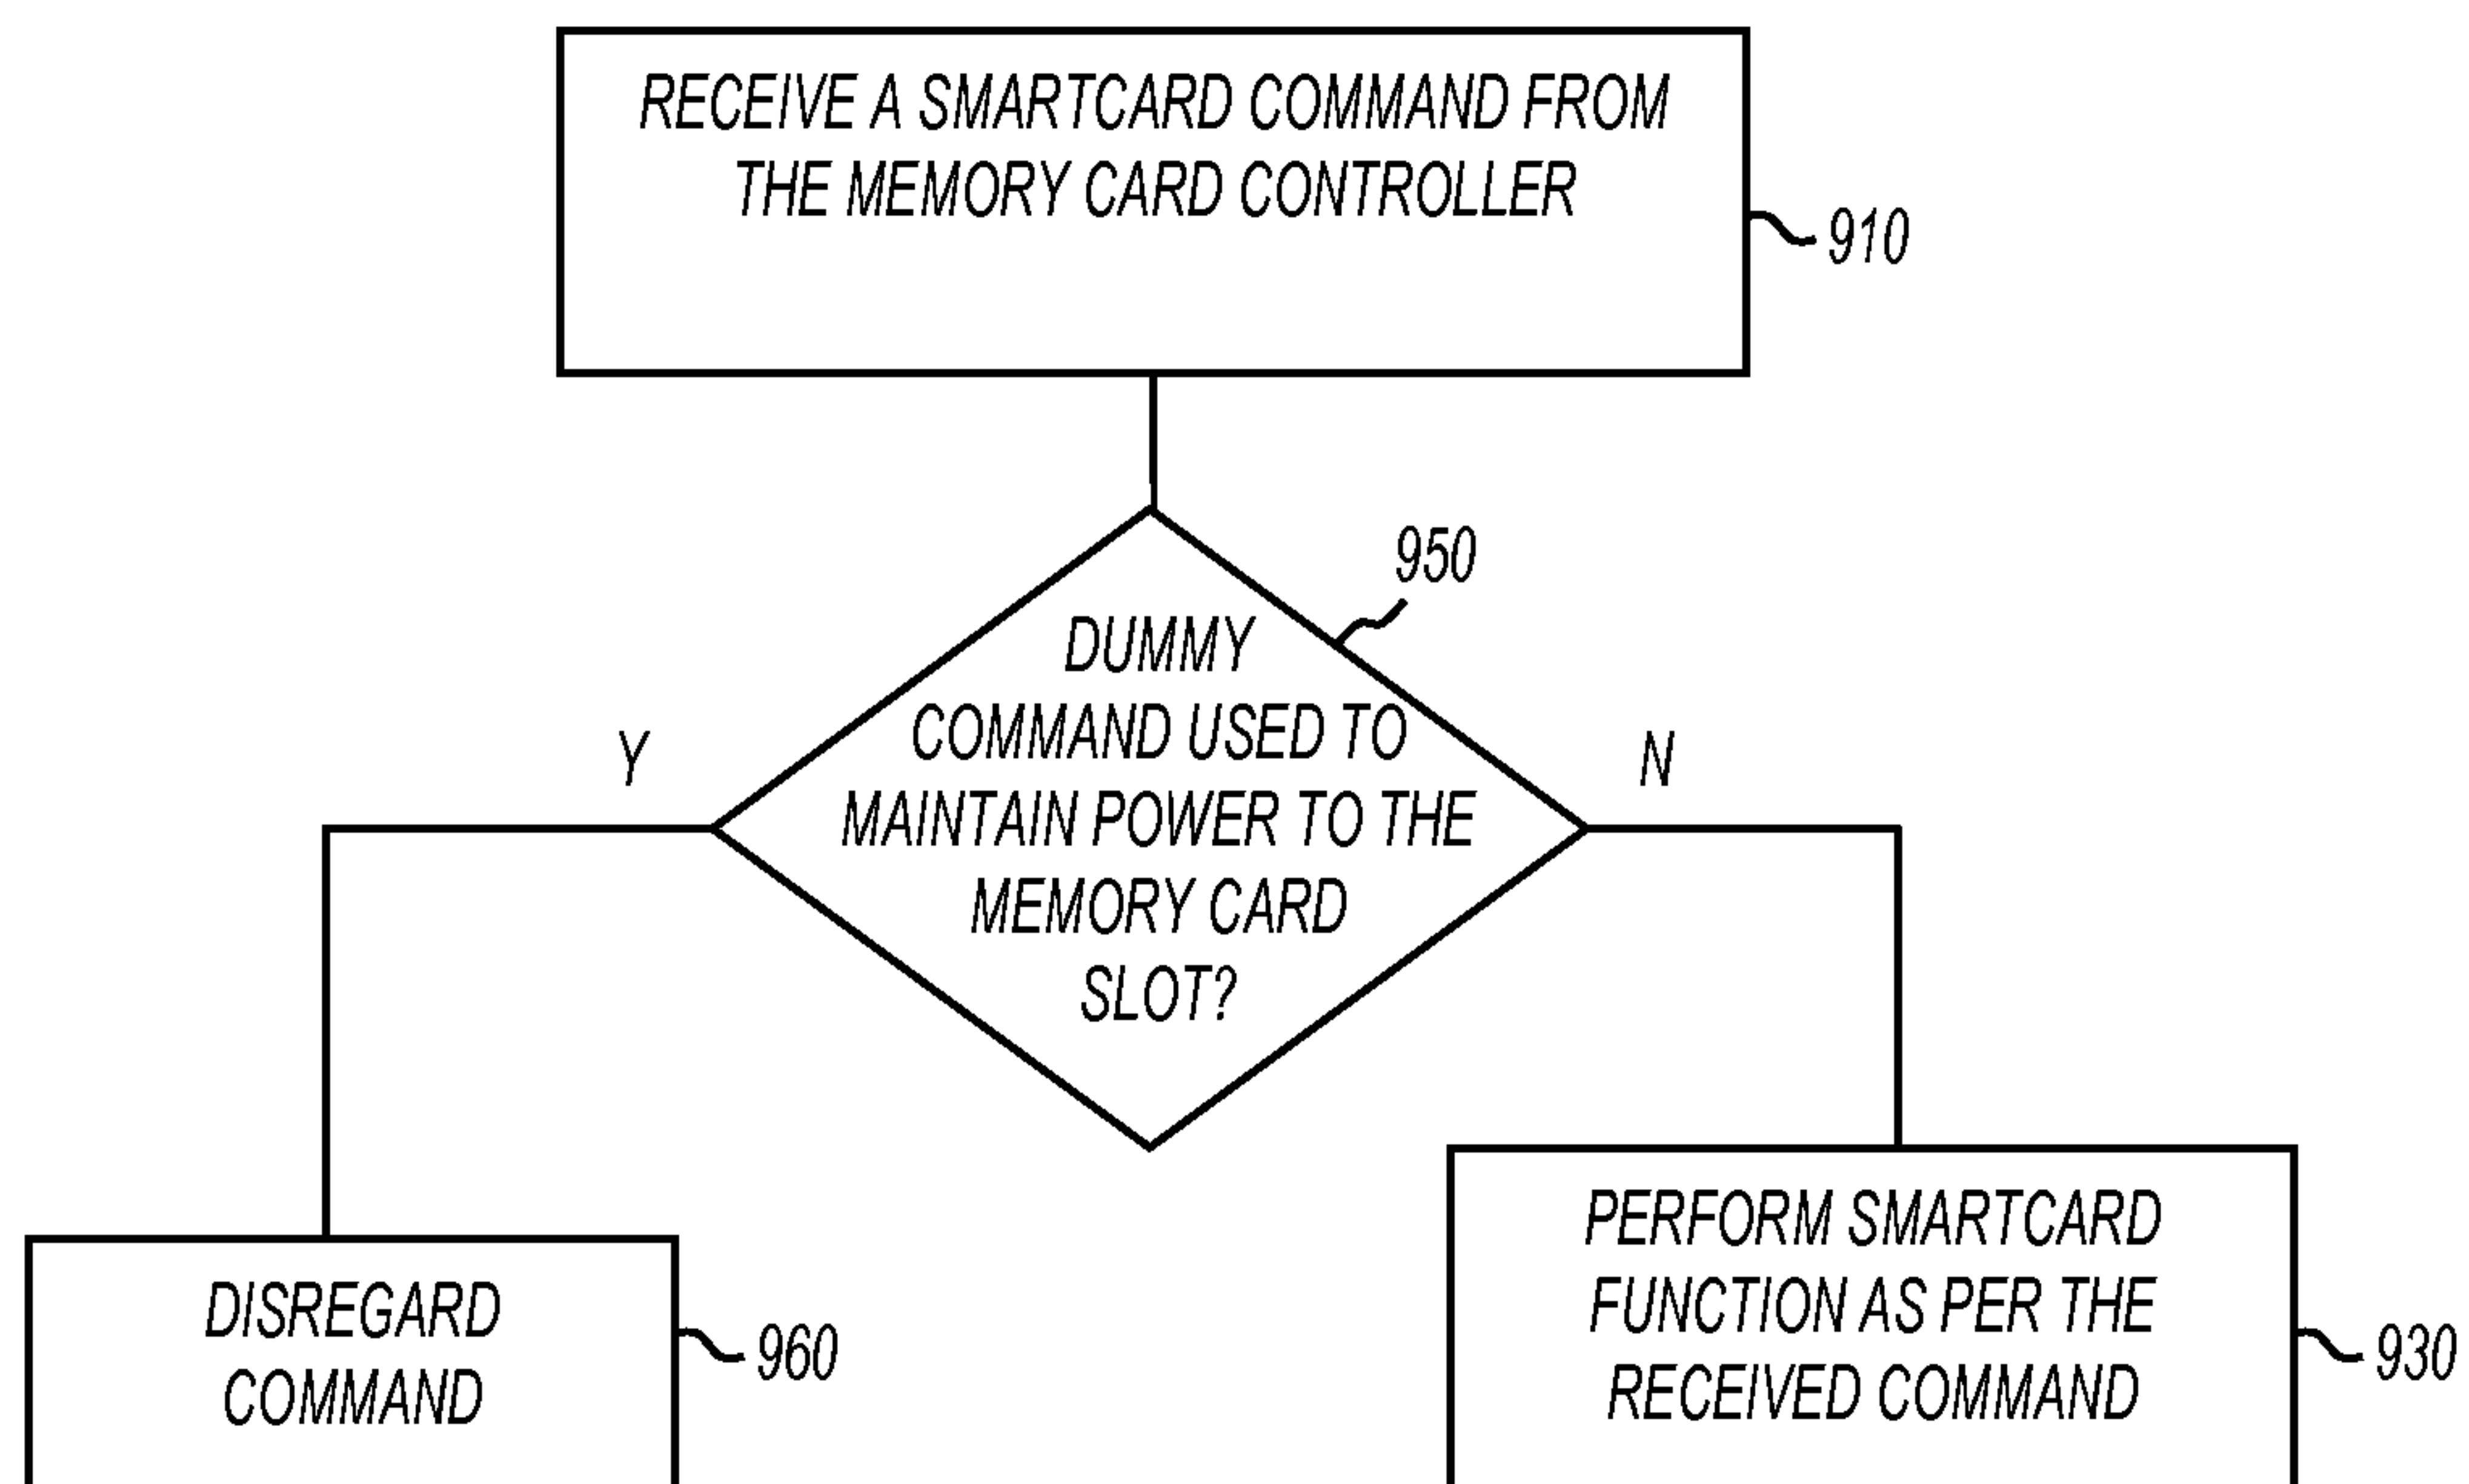 RECEIVE A SMARTCARD COMMAND FROM
THE MEMORY CARD CONTROLLER
910
950
DUMMY
COMMAND USED TO
MAINTAIN POWER TO THE
MEMORY CARD
SLOT?
Y
N
DISREGARD
COMMAND
960
PERFORM SMARTCARD
FUNCTION AS PER THE
RECEIVED COMMAND
930